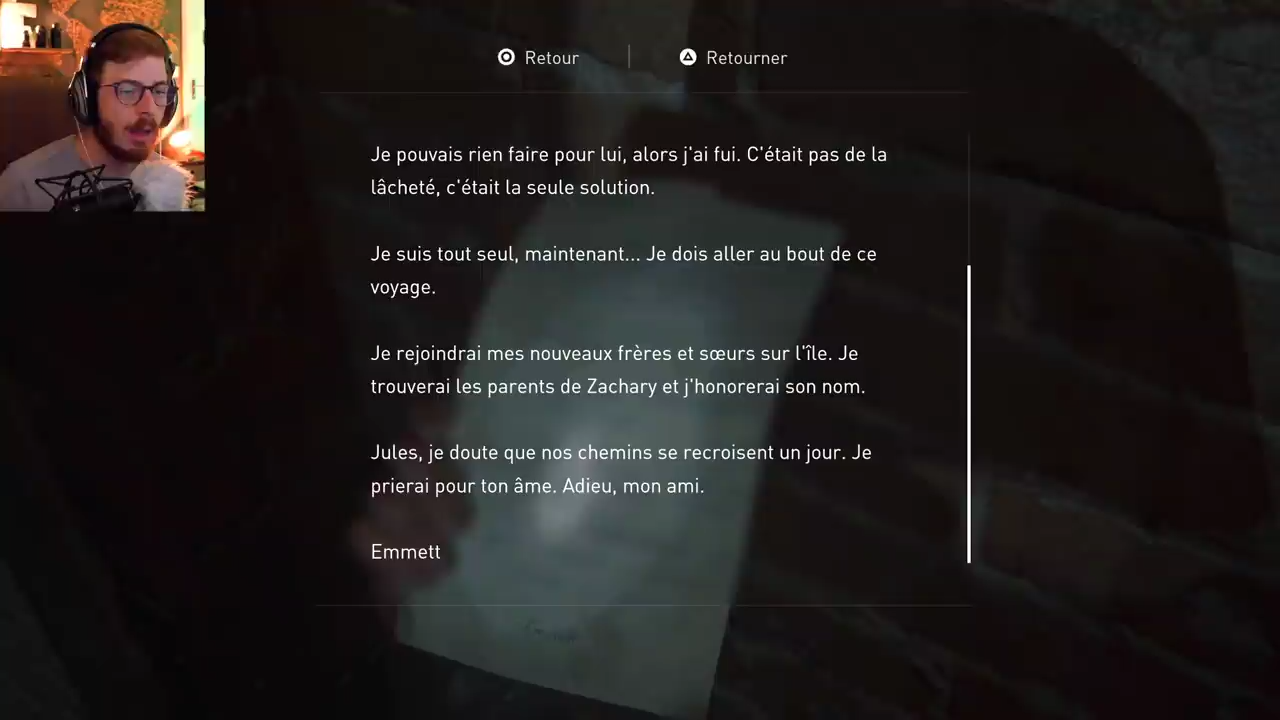 Retour
Retourner
Je pouvais rien faire pour lui, alors j'ai fui. C'était pas de la
lâcheté, c'était la seule solution.
Je suis tout seul, maintenant... Je dois aller au bout de ce
voyage.
Je rejoindrai mes nouveaux frères et sœurs sur l'île. Je
trouverai les parents de Zachary et j'honorerai son nom.
Jules, je doute que nos chemins se recroisent un jour. Je
prierai pour ton âme. Adieu, mon ami.
Emmett